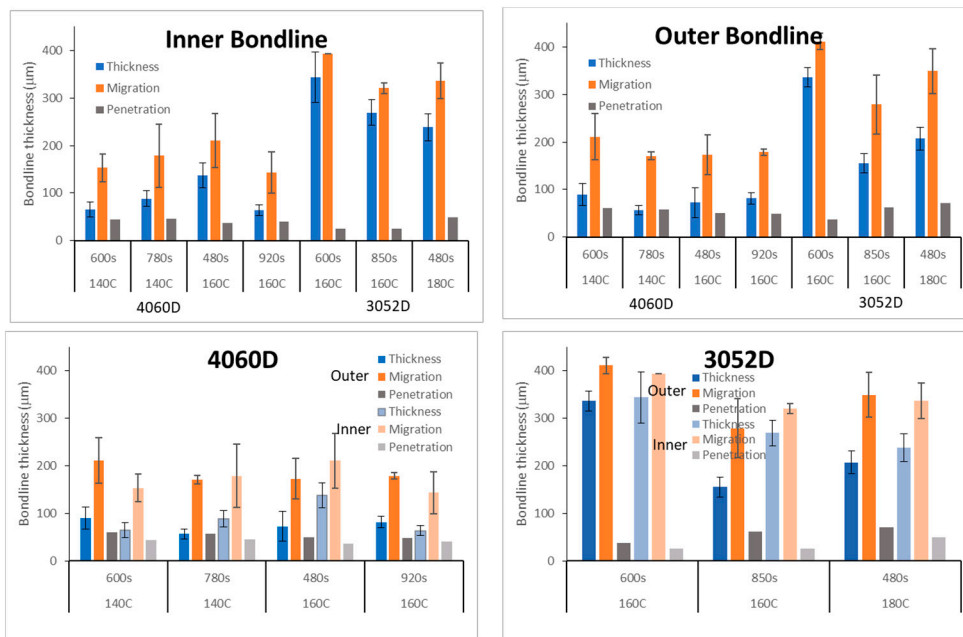 Inner Bondline
Bondline thickness (µm)
400
300
200
100
0
Thickness
Migration
Penetration
600s 780s 480s 920s 600s 850s 480s
140C 140C 160C 160C 160C 160C 180C
4060D 3052D
Outer Bondline
Bondline thickness (µm)
400
300
200
100
0
Thickness
Migration
Penetration
600s 780s 480s 920s 600s 850s 480s
140C 140C 160C 160C 160C 160C 180C
4060D 3052D
4060D
Bondline thickness (µm)
400
300
200
100
0
Thickness
Outer Migration
Penetration
Thickness
Inner Migration
Penetration
600s 780s 480s 920s
140C 140C 160C 160C
3052D
Bondline thickness (µm)
400
300
200
100
0
Thickness
Outer Migration
Penetration
Thickness
Inner Migration
Penetration
600s 850s 480s
160C 160C 180C